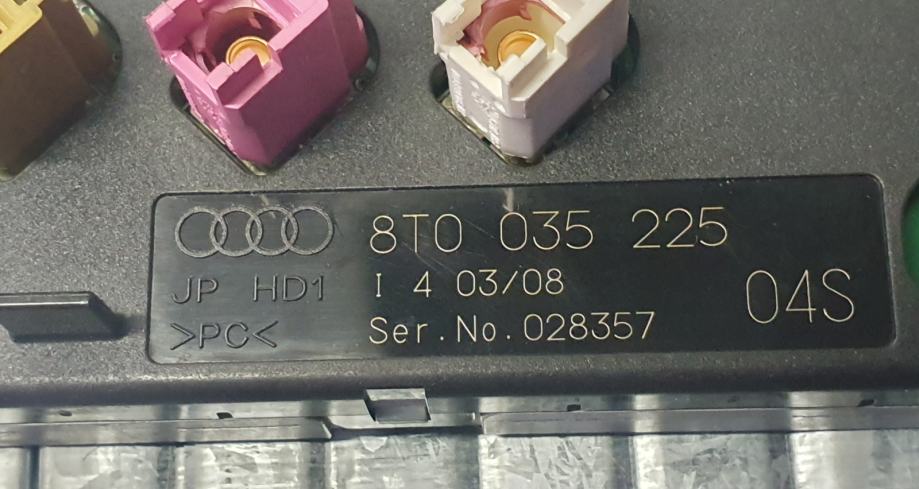 8T0 035 225
JP HD1 I 4 03/08 04S
>PC< Ser.No.028357